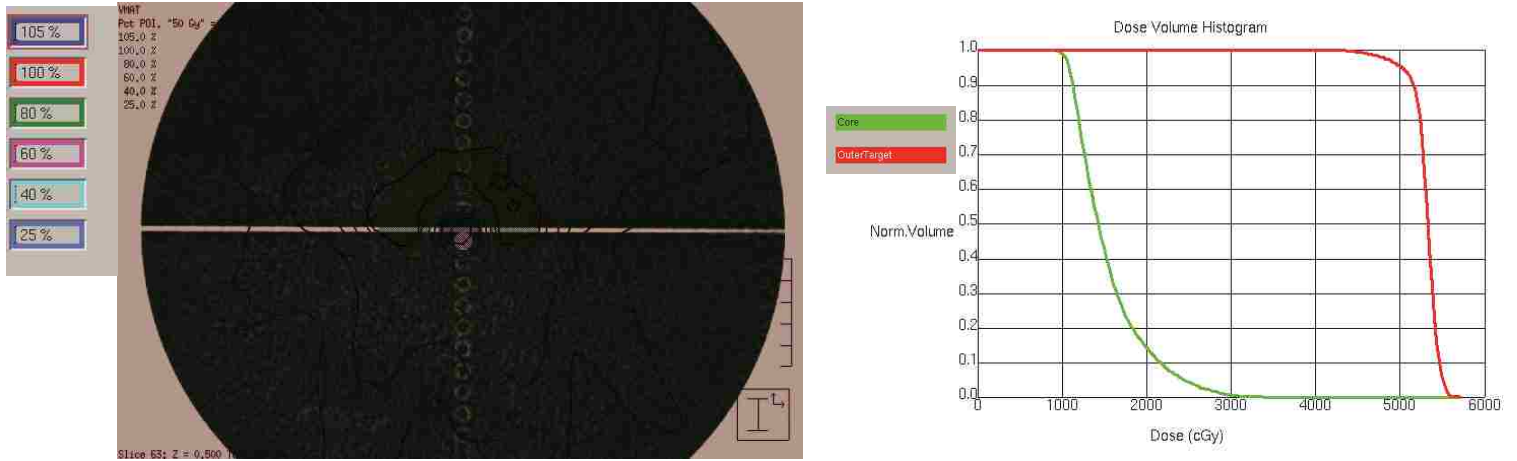 105 %
100 %
80 %
60 %
40 %
25 %
VMAT
Pct POI, "50 Gy" =
105.0 %
100.0 %
80.0 %
60.0 %
40.0 %
25.0 %
Slice 63: Z = 0.500
Dose Volume Histogram
Core
OuterTarget
Norm.Volume
1.0
0.9
0.8
0.7
0.6
0.5
0.4
0.3
0.2
0.1
0.0
0 1000 2000 3000 4000 5000 6000
Dose (cGy)